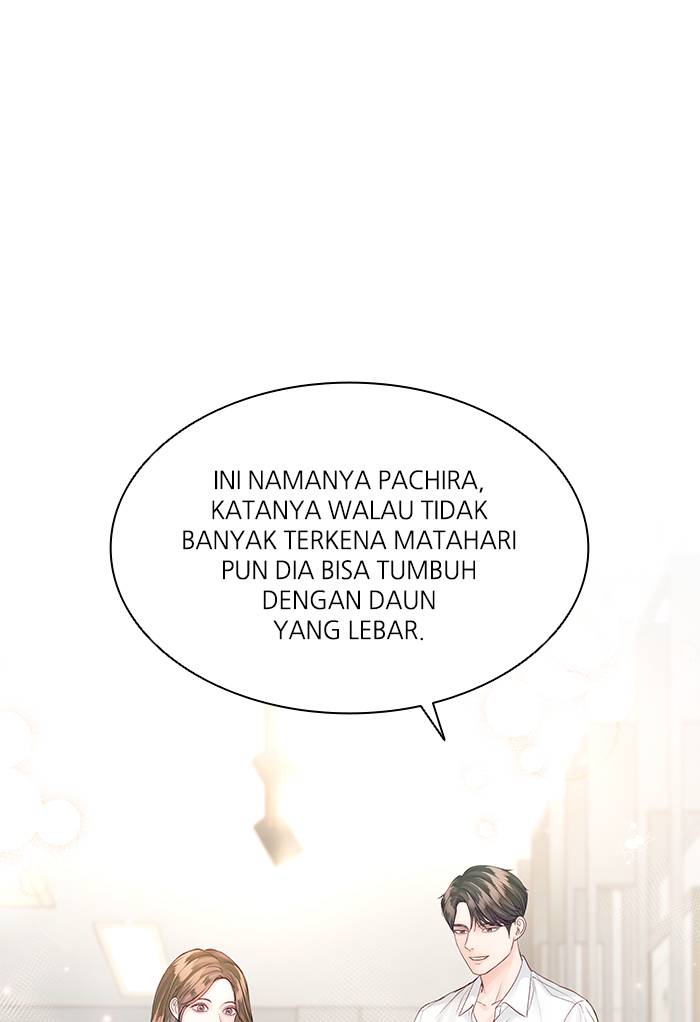 INI NAMANYA PACHIRA,
KATANYA WALAU TIDAK
BANYAK TERKENA MATAHARI
PUN DIA BISA TUMBUH
DENGAN DAUN
YANG LEBAR.